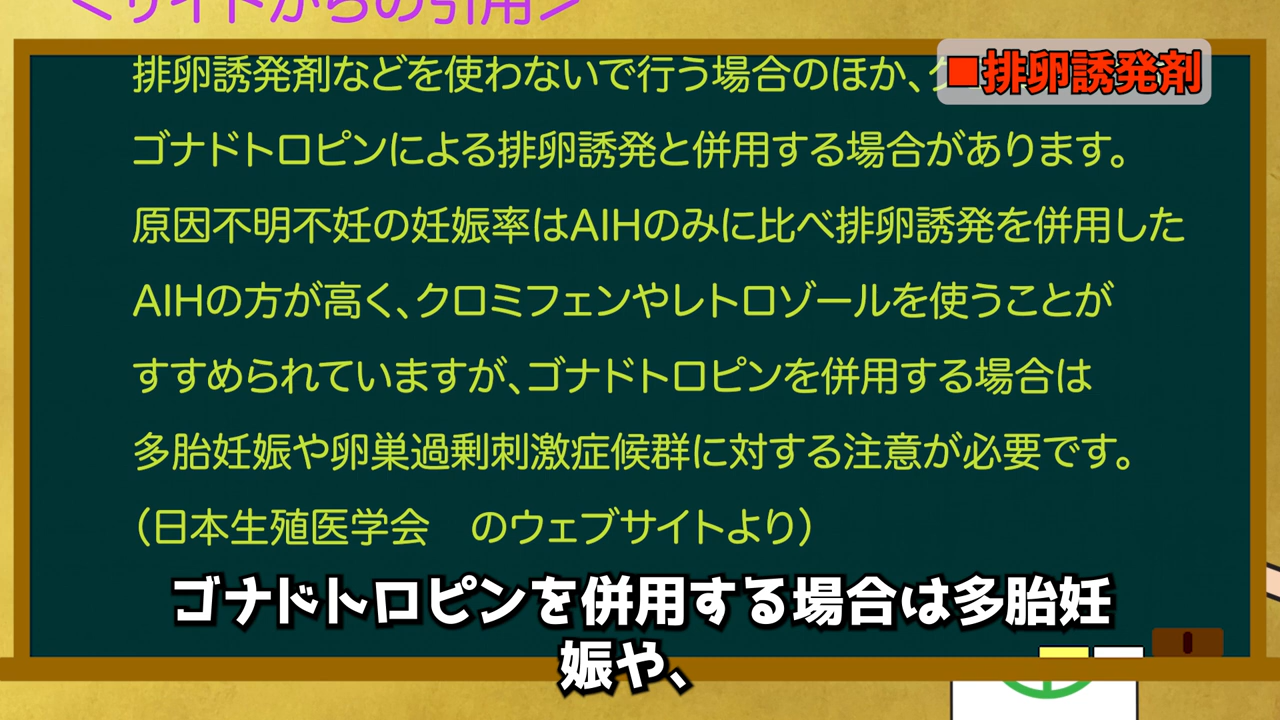 ＜サイトからの引用＞
■排卵誘発剤
排卵誘発剤などを使わないで行う場合のほか、
ゴナドトロピンによる排卵誘発と併用する場合があります。
原因不明不妊の妊娠率はAIHのみに比べ排卵誘発を併用した
AIHの方が高く、クロミフェンやレトロゾールを使うことが
すすめられていますが、ゴナドトロピンを併用する場合は
多胎妊娠や卵巣過剰刺激症候群に対する注意が必要です。
（日本生殖医学会　のウェブサイトより）
ゴナドトロピンを併用する場合は多胎妊
娠や、